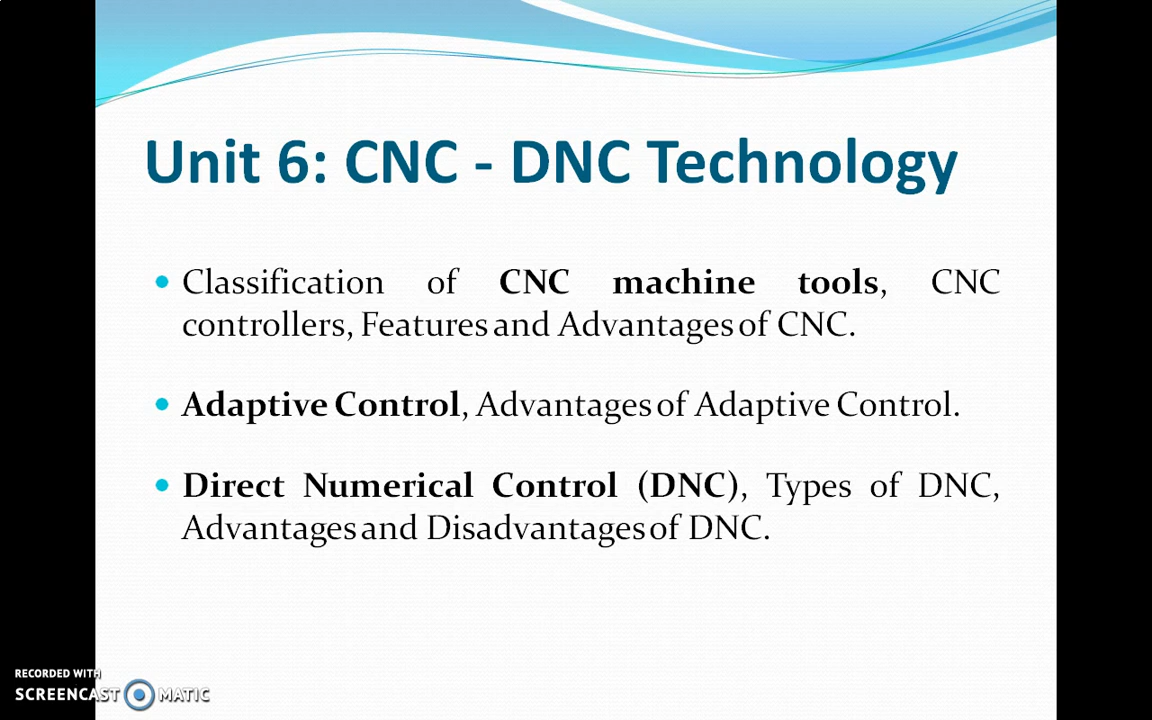 Unit 6: CNC - DNC Technology
Classification of CNC machine tools, CNC
controllers, Features and Advantages of CNC.
Adaptive Control, Advantages of Adaptive Control.
Direct Numerical Control (DNC), Types of DNC,
Advantages and Disadvantages of DNC.
RECORDED WITH
SCREENCAST MATIC